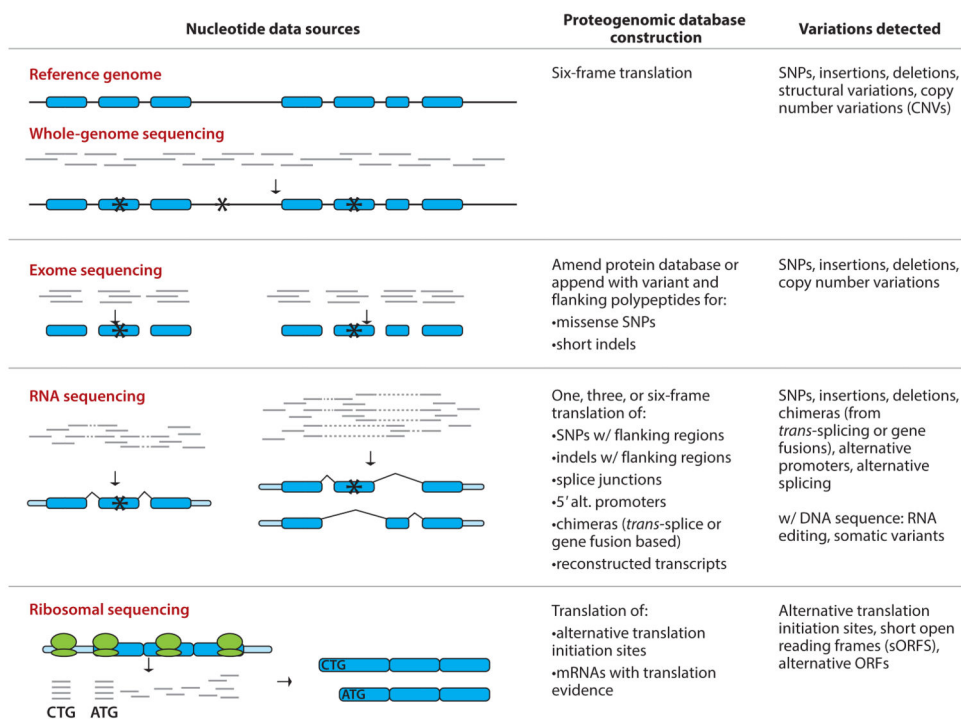 Nucleotide data sources
Proteogenomic database
construction
Variations detected
Reference genome
Six-frame translation
SNPs, insertions, deletions,
structural variations, copy
number variations (CNVs)
Whole-genome sequencing
Exome sequencing
Amend protein database or
append with variant and
flanking polypeptides for:
•missense SNPs
•short indels
SNPs, insertions, deletions,
copy number variations
RNA sequencing
One, three, or six-frame
translation of:
•SNPs w/ flanking regions
•indels w/ flanking regions
•splice junctions
•5′ alt. promoters
•chimeras (trans-splice or
gene fusion based)
•reconstructed transcripts
SNPs, insertions, deletions,
chimeras (from
trans-splicing or gene
fusions), alternative
promoters, alternative
splicing
w/ DNA sequence: RNA
editing, somatic variants
Ribosomal sequencing
CTG ATG
CTG
ATG
Translation of:
•alternative translation
initiation sites
•mRNAs with translation
evidence
Alternative translation
initiation sites, short open
reading frames (sORFS),
alternative ORFs